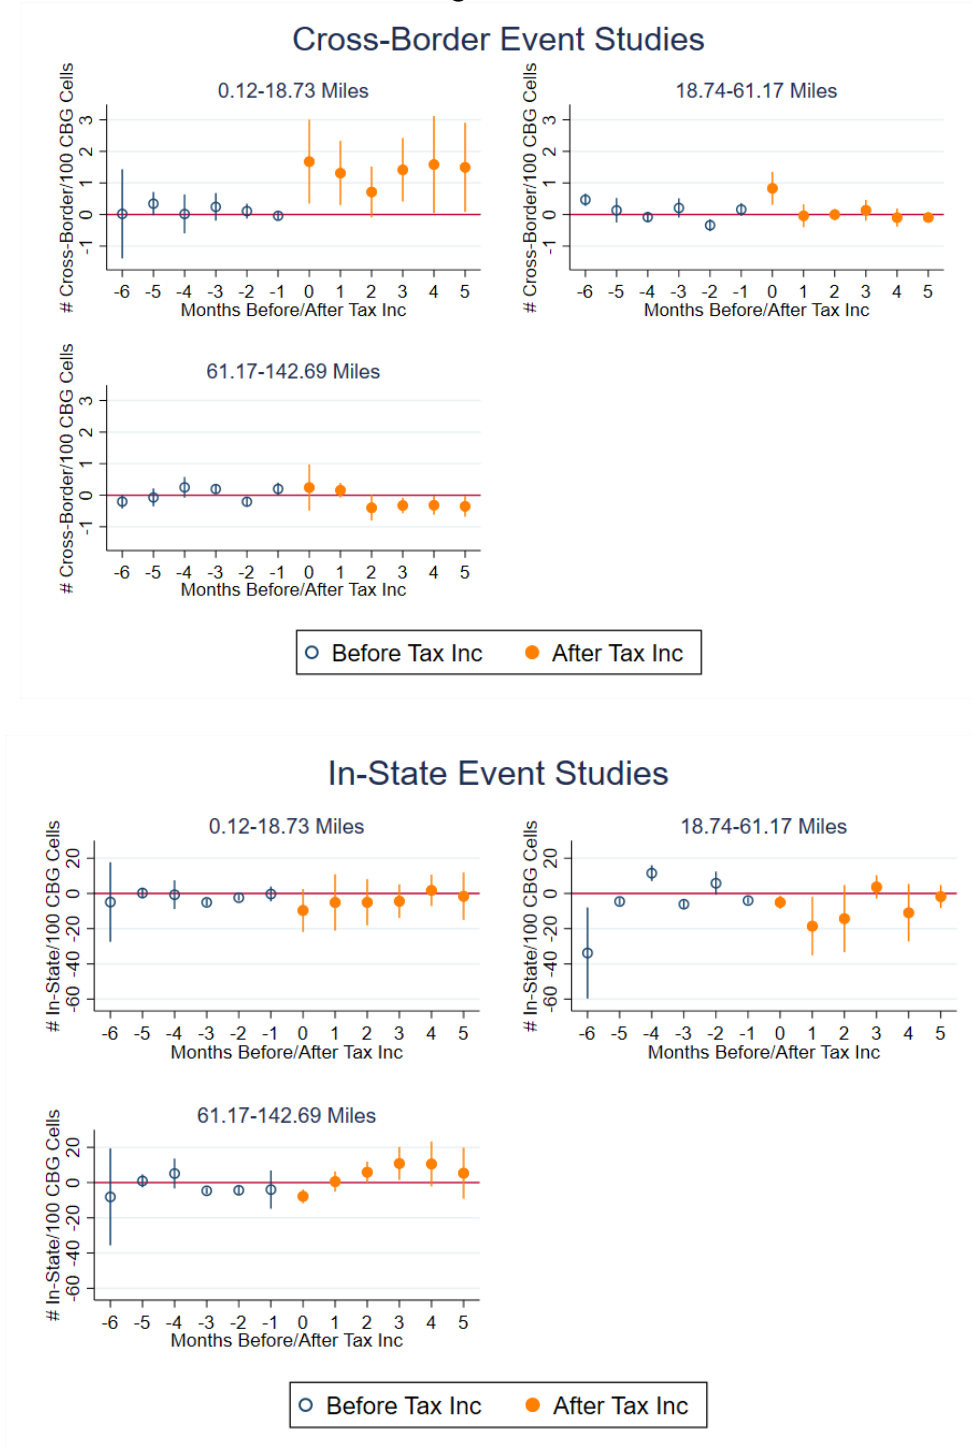 Cross-Border Event Studies
0.12-18.73 Miles
# Cross-Border/100 CBG Cells
3
2
1
0
-1
-6 -5 -4 -3 -2 -1 0 1 2 3 4 5
Months Before/After Tax Inc
18.74-61.17 Miles
# Cross-Border/100 CBG Cells
3
2
1
0
-1
-6 -5 -4 -3 -2 -1 0 1 2 3 4 5
Months Before/After Tax Inc
61.17-142.69 Miles
# Cross-Border/100 CBG Cells
3
2
1
0
-1
-6 -5 -4 -3 -2 -1 0 1 2 3 4 5
Months Before/After Tax Inc
Before Tax Inc After Tax Inc
In-State Event Studies
0.12-18.73 Miles
# In-State/100 CBG Cells
20
0
-20
-40
-60
-6 -5 -4 -3 -2 -1 0 1 2 3 4 5
Months Before/After Tax Inc
18.74-61.17 Miles
# In-State/100 CBG Cells
20
0
-20
-40
-60
-6 -5 -4 -3 -2 -1 0 1 2 3 4 5
Months Before/After Tax Inc
61.17-142.69 Miles
# In-State/100 CBG Cells
20
0
-20
-40
-60
-6 -5 -4 -3 -2 -1 0 1 2 3 4 5
Months Before/After Tax Inc
Before Tax Inc After Tax Inc